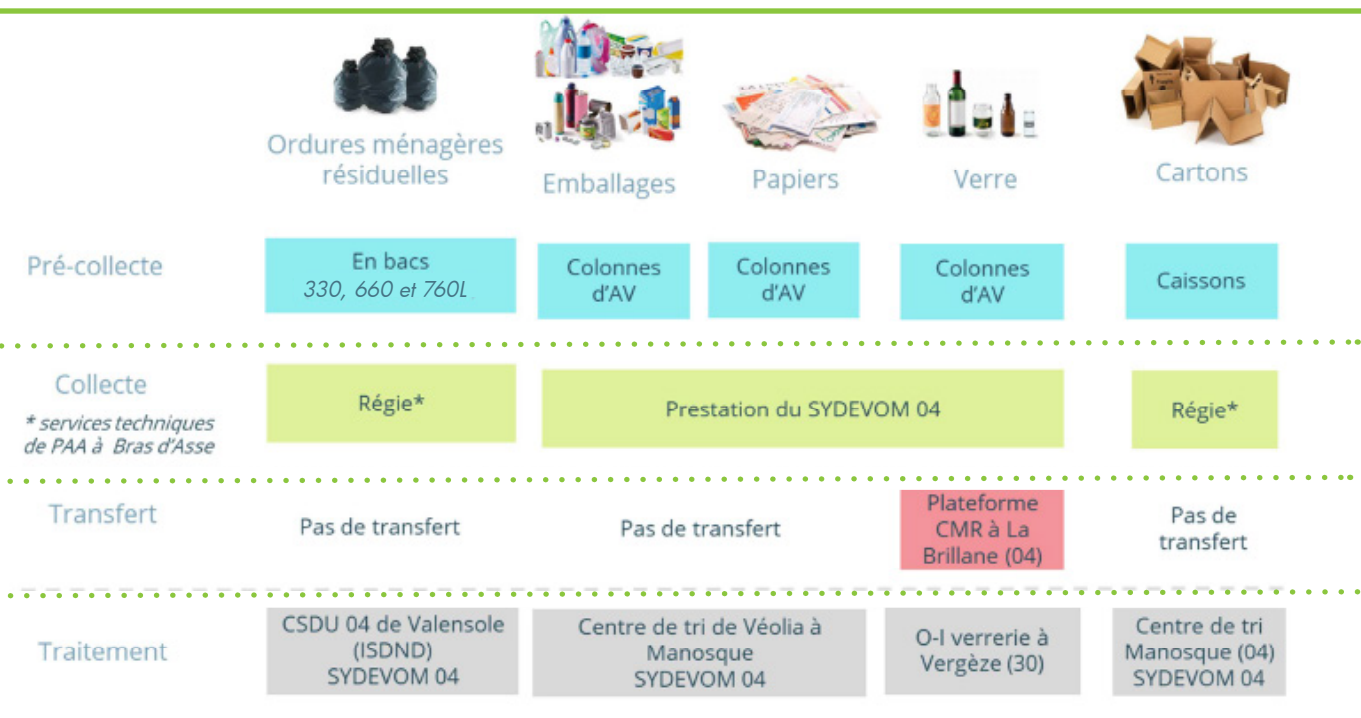 Ordures ménagères
résiduelles
Emballages
Papiers
Verre
Cartons
Pré-collecte
En bacs
330, 660 et 760L
Colonnes
d'AV
Colonnes
d'AV
Colonnes
d'AV
Caissons
Collecte
* services techniques
de PAA à Bras d'Asse
Régie*
Prestation du SYDEVOM 04
Régie*
Transfert
Pas de transfert
Pas de transfert
Plateforme
CMR à La
Brillane (04)
Pas de
transfert
Traitement
CSDU 04 de Valensole
(ISDND)
SYDEVOM 04
Centre de tri de Véolia à
Manosque
SYDEVOM 04
O-I verrerie à
Vergèze (30)
Centre de tri
Manosque (04)
SYDEVOM 04